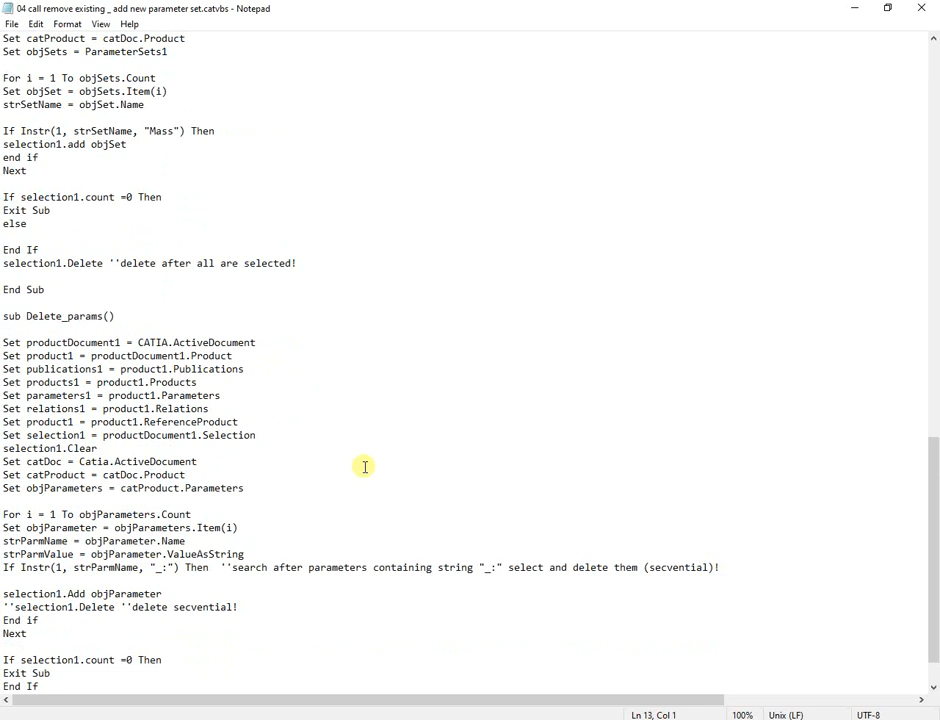 04 call remove existing _ add new parameter set.catvbs - Notepad
File Edit Format View Help
Set catProduct = catDoc.Product
Set objSets = ParameterSets1
For i = 1 To objSets.Count
Set objSet = objSets.Item(i)
strSetName = objSet.Name
If Instr(1, strSetName, "Mass") Then
selection1.add objSet
end if
Next
If selection1.count =0 Then
Exit Sub
else
End If
selection1.Delete ''delete after all are selected!
End Sub
sub Delete_params()
Set productDocument1 = CATIA.ActiveDocument
Set product1 = productDocument1.Product
Set publications1 = product1.Publications
Set products1 = product1.Products
Set parameters1 = product1.Parameters
Set relations1 = product1.Relations
Set product1 = product1.ReferenceProduct
Set selection1 = productDocument1.Selection
selection1.Clear
Set catDoc = Catia.ActiveDocument
Set catProduct = catDoc.Product
Set objParameters = catProduct.Parameters
For i = 1 To objParameters.Count
Set objParameter = objParameters.Item(i)
strParmName = objParameter.Name
strParmValue = objParameter.ValueAsString
If Instr(1, strParmName, "_:") Then  ''search after parameters containing string "_:" select and delete them (secvential)!
selection1.Add objParameter
''selection1.Delete ''delete secvential!
End if
Next
If selection1.count =0 Then
Exit Sub
End If
Ln 13, Col 1 100% Unix (LF) UTF-8